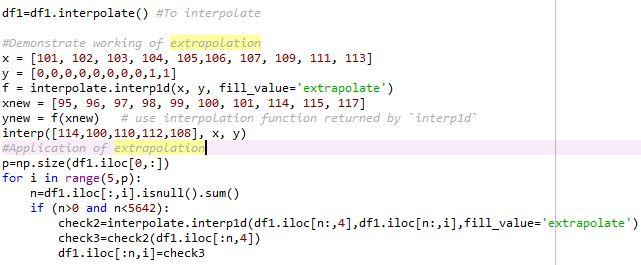 df1=df1.interpolate() #To interpolate
#Demonstrate working of extrapolation
x = [101, 102, 103, 104, 105,106, 107, 109, 111, 113]
y = [0,0,0,0,0,0,0,0,1,1]
f = interpolate.interp1d(x, y, fill_value='extrapolate')
xnew = [95, 96, 97, 98, 99, 100, 101, 114, 115, 117]
ynew = f(xnew)   # use interpolation function returned by `interp1d`
interp([114,100,110,112,108], x, y)
#Application of extrapolation
p=np.size(df1.iloc[0,:])
for i in range(5,p):
    n=df1.iloc[:,i].isnull().sum()
    if (n>0 and n<5642):
        check2=interpolate.interp1d(df1.iloc[n:,4],df1.iloc[n:,i],fill_value='extrapolate')
        check3=check2(df1.iloc[:n,4])
        df1.iloc[:n,i]=check3